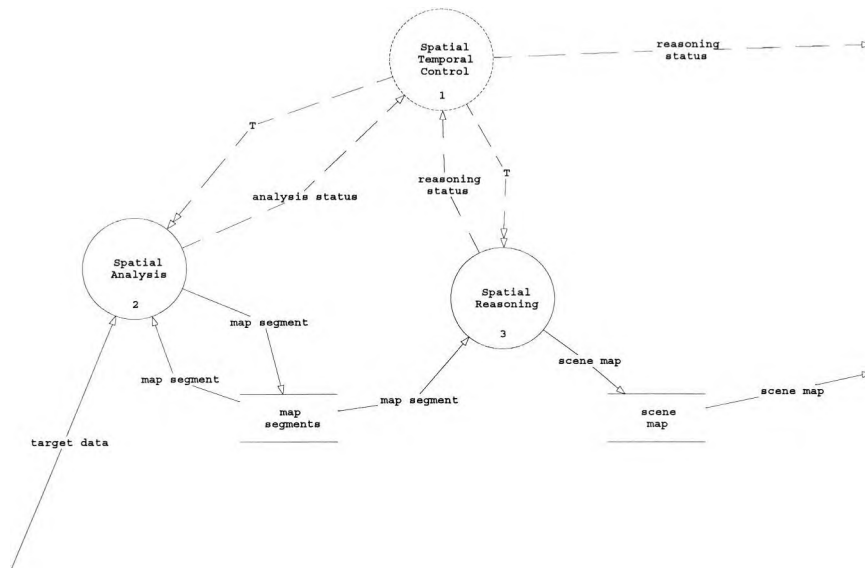 Spatial
Temporal
Control
1
reasoning
status
T
analysis status
reasoning
status
T
Spatial
Analysis
2
Spatial
Reasoning
3
map segment
map segment
map segment
scene map
scene map
map
segments
scene
map
target data